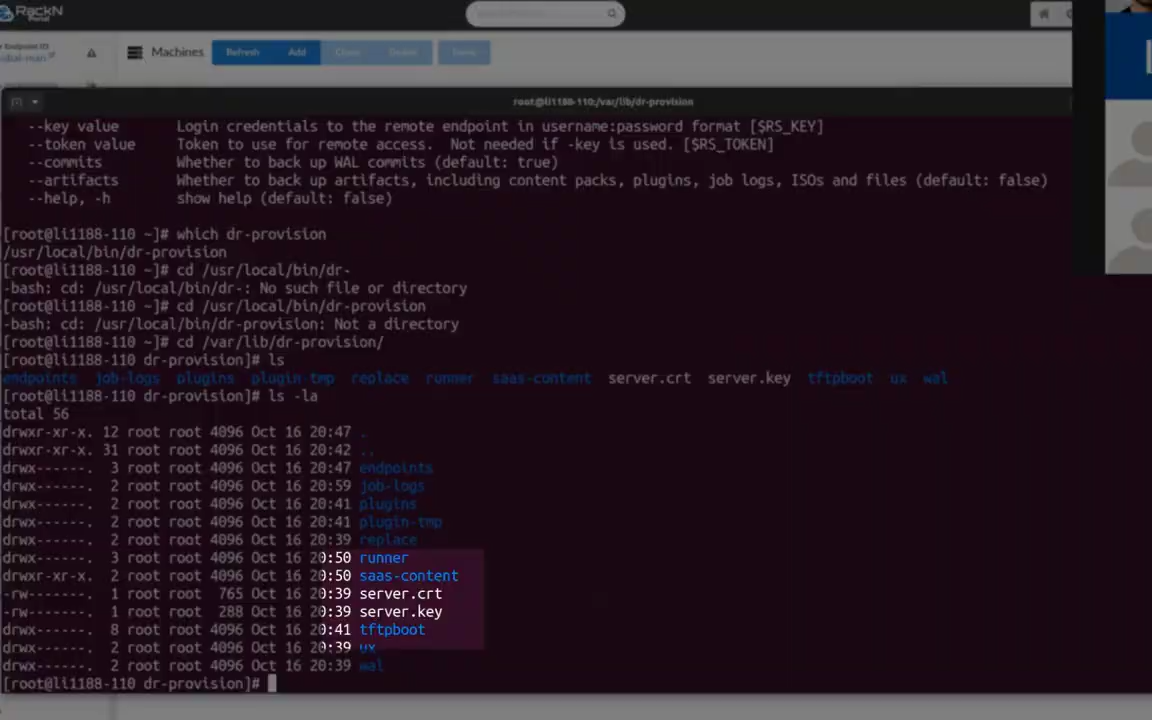 RackN
Portal
Endpoint ID
Machines Refresh Add
root@li1188-110:/var/lib/dr-provision
--key value Login credentials to the remote endpoint in username:password format [$RS_KEY]
--token value Token to use for remote access. Not needed if -key is used. [$RS_TOKEN]
--commits Whether to back up WAL commits (default: true)
--artifacts Whether to back up artifacts, including content packs, plugins, job logs, ISOs and files (default: false)
--help, -h show help (default: false)
[root@li1188-110 ~]# which dr-provision
/usr/local/bin/dr-provision
[root@li1188-110 ~]# cd /usr/local/bin/dr-
-bash: cd: /usr/local/bin/dr-: No such file or directory
[root@li1188-110 ~]# cd /usr/local/bin/dr-provision
-bash: cd: /usr/local/bin/dr-provision: Not a directory
[root@li1188-110 ~]# cd /var/lib/dr-provision/
[root@li1188-110 dr-provision]# ls
endpoints job-logs plugins plugin-tmp replace runner saas-content server.crt server.key tftpboot ux wal
[root@li1188-110 dr-provision]# ls -la
total 56
drwxr-xr-x. 12 root root 4096 Oct 16 20:47 .
drwxr-xr-x. 31 root root 4096 Oct 16 20:42 ..
drwx------. 3 root root 4096 Oct 16 20:47 endpoints
drwx------. 2 root root 4096 Oct 16 20:59 job-logs
drwx------. 2 root root 4096 Oct 16 20:41 plugins
drwx------. 2 root root 4096 Oct 16 20:41 plugin-tmp
drwx------. 2 root root 4096 Oct 16 20:39 replace
drwx------. 3 root root 4096 Oct 16 20:50 runner
drwxr-xr-x. 2 root root 4096 Oct 16 20:50 saas-content
-rw------. 1 root root 765 Oct 16 20:39 server.crt
-rw------. 1 root root 288 Oct 16 20:39 server.key
drwx------. 8 root root 4096 Oct 16 20:41 tftpboot
drwx------. 2 root root 4096 Oct 16 20:39 ux
drwx------. 2 root root 4096 Oct 16 20:39 wal
[root@li1188-110 dr-provision]#